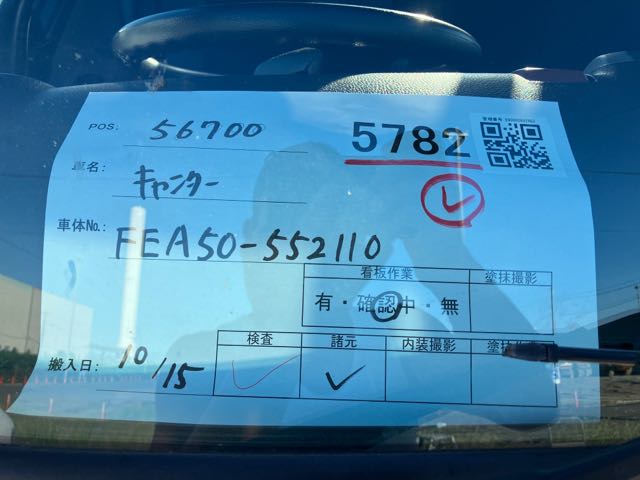 POS: 56700
5782
車名: キャンター
車体No.: FEA50-552110
看板作業 塗抹撮影
有・確認中・無
検査 諸元 内装撮影
搬入日: 10/15